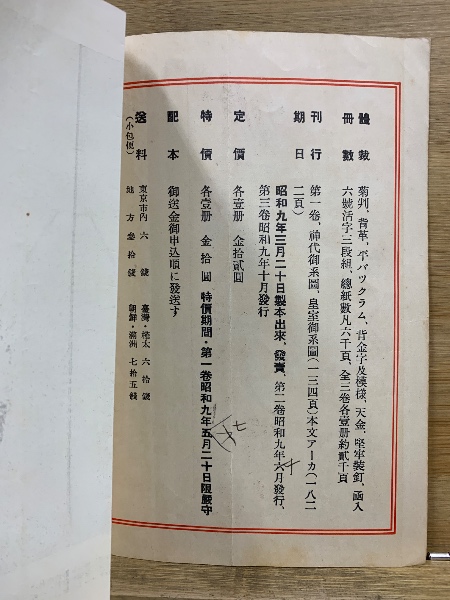 體裁 菊判、背革、平バックラム、背金字及模樣、天金、堅牢裝釘、函入
冊數 六號活字三段組、總紙數凡六千頁、全三卷各壹册約貳千頁
刊行 第一卷、神代御系圖、皇室御系圖(一三四頁)本文アーカ(一八二
二頁)
期日 昭和九年三月二十日製本出來、發賣、第二卷昭和九年六月發行、
第三卷昭和九年十月發行
定價 各壹册 金拾貳圓
特價 各壹册 金拾圓 特價期間・第一卷昭和九年五月二十日限嚴守
配本 御送金御申込順に發送す
送料 東京市内 六錢 臺灣・樺太 六拾錢
(小包便) 地方 參拾錢 朝鮮・滿洲 七拾五錢